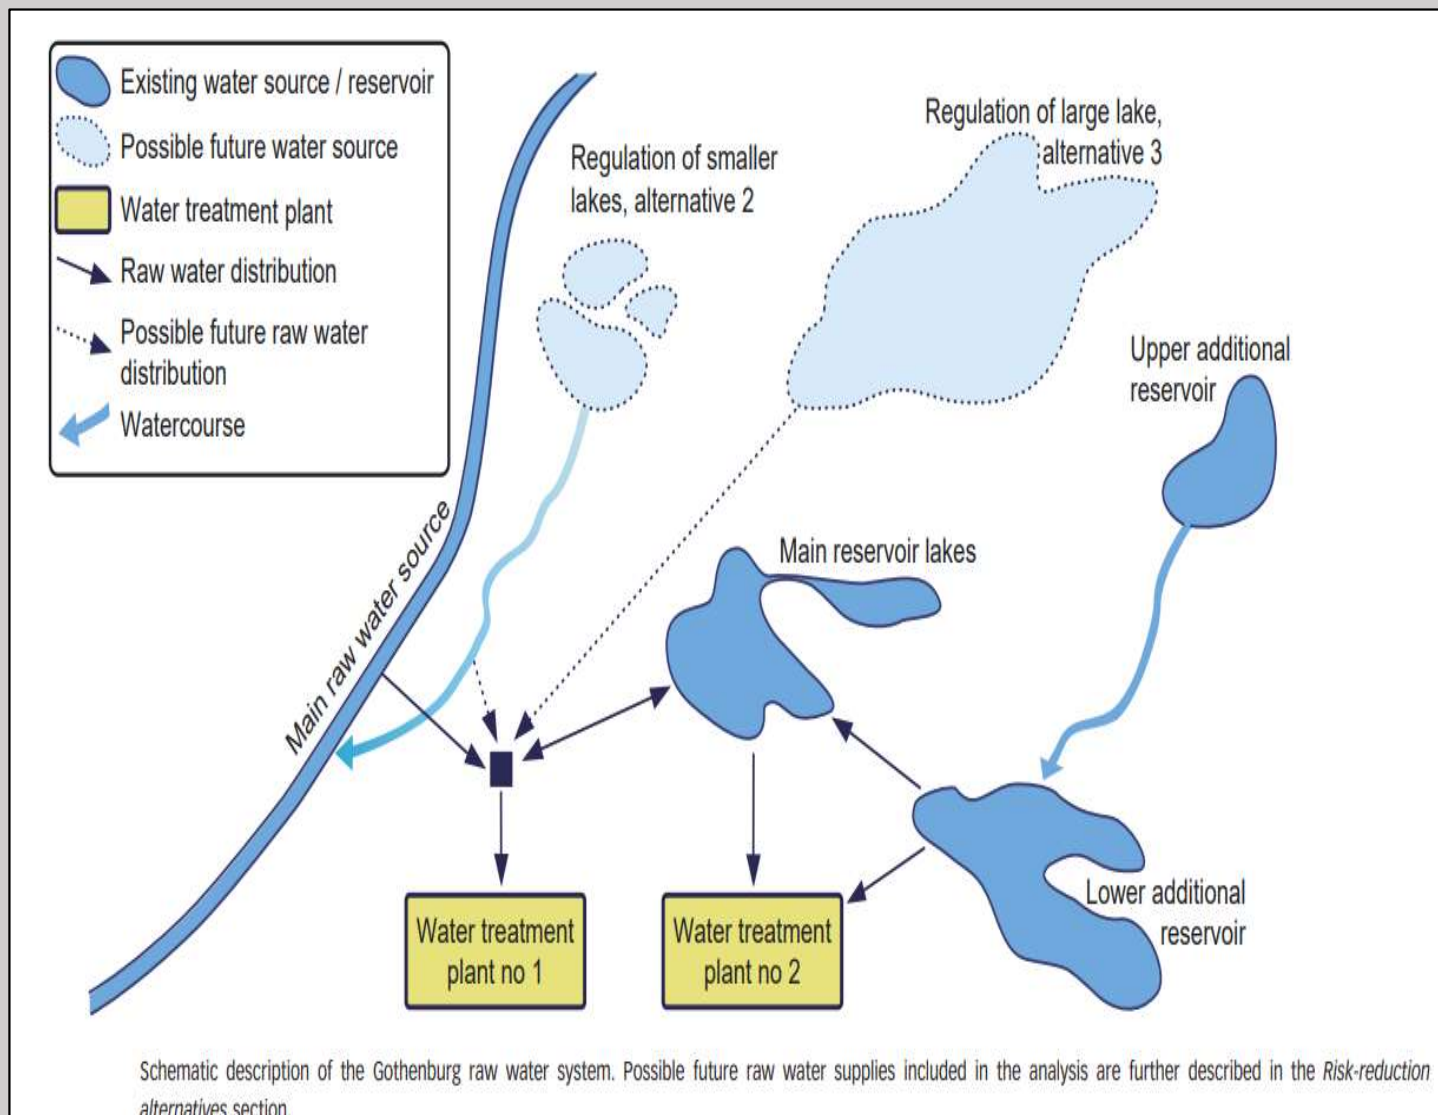 Existing water source / reservoir
Possible future water source
Water treatment plant
Raw water distribution
Possible future raw water
distribution
Watercourse
Regulation of smaller
lakes, alternative 2
Regulation of large lake,
alternative 3
Upper additional
reservoir
Main raw water source
Main reservoir lakes
Lower additional
reservoir
Water treatment
plant no 1
Water treatment
plant no 2
Schematic description of the Gothenburg raw water system. Possible future raw water supplies included in the analysis are further described in the Risk-reduction
alternatives section.